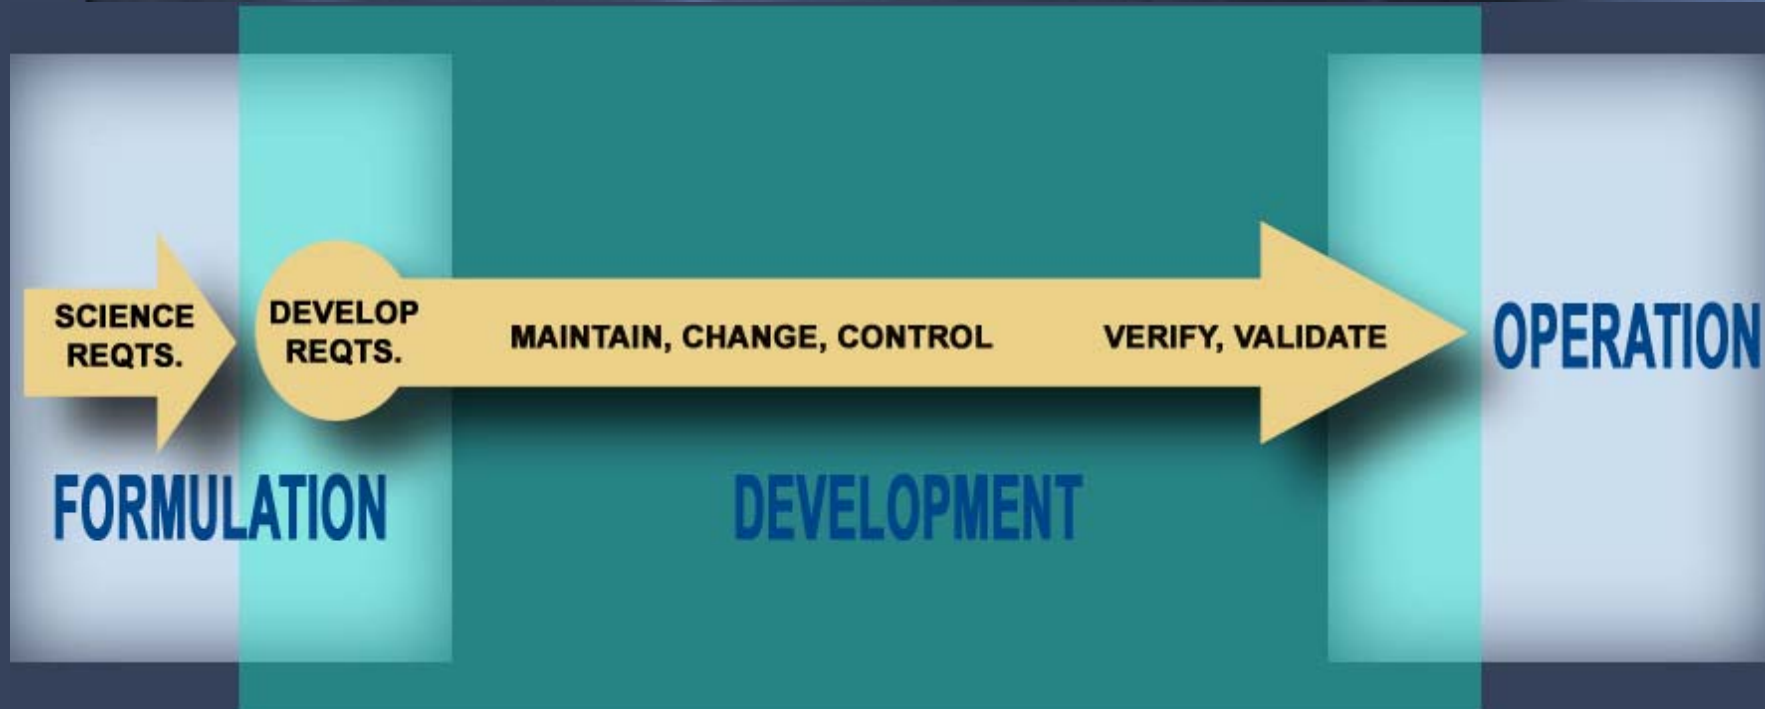 SCIENCE
REQTS.
DEVELOP
REQTS.
MAINTAIN, CHANGE, CONTROL
VERIFY, VALIDATE
OPERATION
FORMULATION
DEVELOPMENT